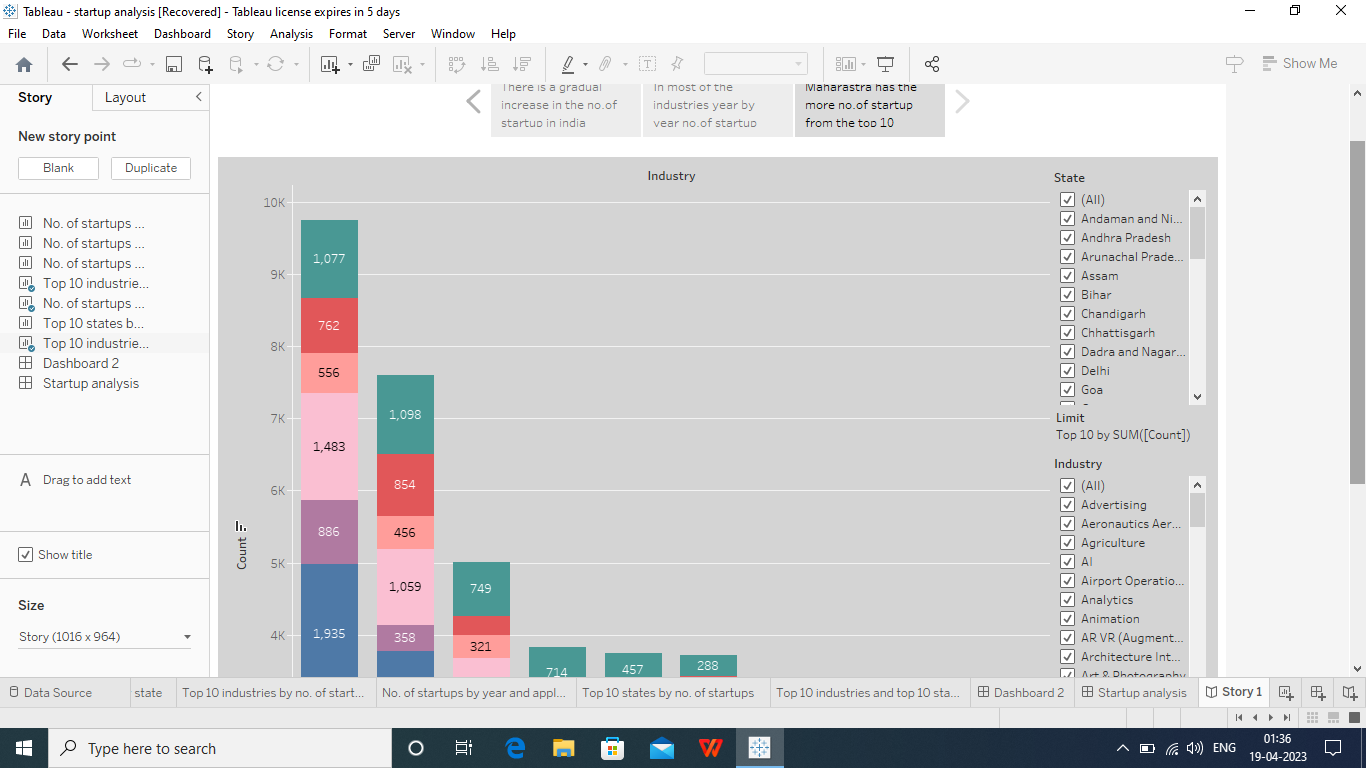 Tableau - startup analysis [Recovered] - Tableau license expires in 5 days
File Data Worksheet Dashboard Story Analysis Format Server Window Help
Show Me
Story Layout
New story point
Blank Duplicate
No. of startups ...
No. of startups ...
No. of startups ...
Top 10 industrie...
No. of startups ...
Top 10 states b...
Top 10 industrie...
Dashboard 2
Startup analysis
A Drag to add text
Show title
Size
Story (1016 x 964)
There is a gradual
increase in the no.of
startup in india
In most of the
industries year by
year no.of startup
Maharastra has the
more no.of startup
from the top 10
Industry
Count
10K
9K
8K
7K
6K
5K
4K
1,077
762
556
1,483
886
1,935
1,098
854
456
1,059
358
749
321
714
457
288
State
(All)
Andaman and Ni...
Andhra Pradesh
Arunachal Prade...
Assam
Bihar
Chandigarh
Chhattisgarh
Dadra and Nagar...
Delhi
Goa
Limit
Top 10 by SUM([Count])
Industry
(All)
Advertising
Aeronautics Aer...
Agriculture
AI
Airport Operatio...
Analytics
Animation
AR VR (Augment...
Architecture Int...
Art & Photography
Data Source state Top 10 industries by no. of start... No. of startups by year and appl... Top 10 states by no. of startups Top 10 industries and top 10 sta... Dashboard 2 Startup analysis Story 1
Type here to search
ENG
01:36
19-04-2023